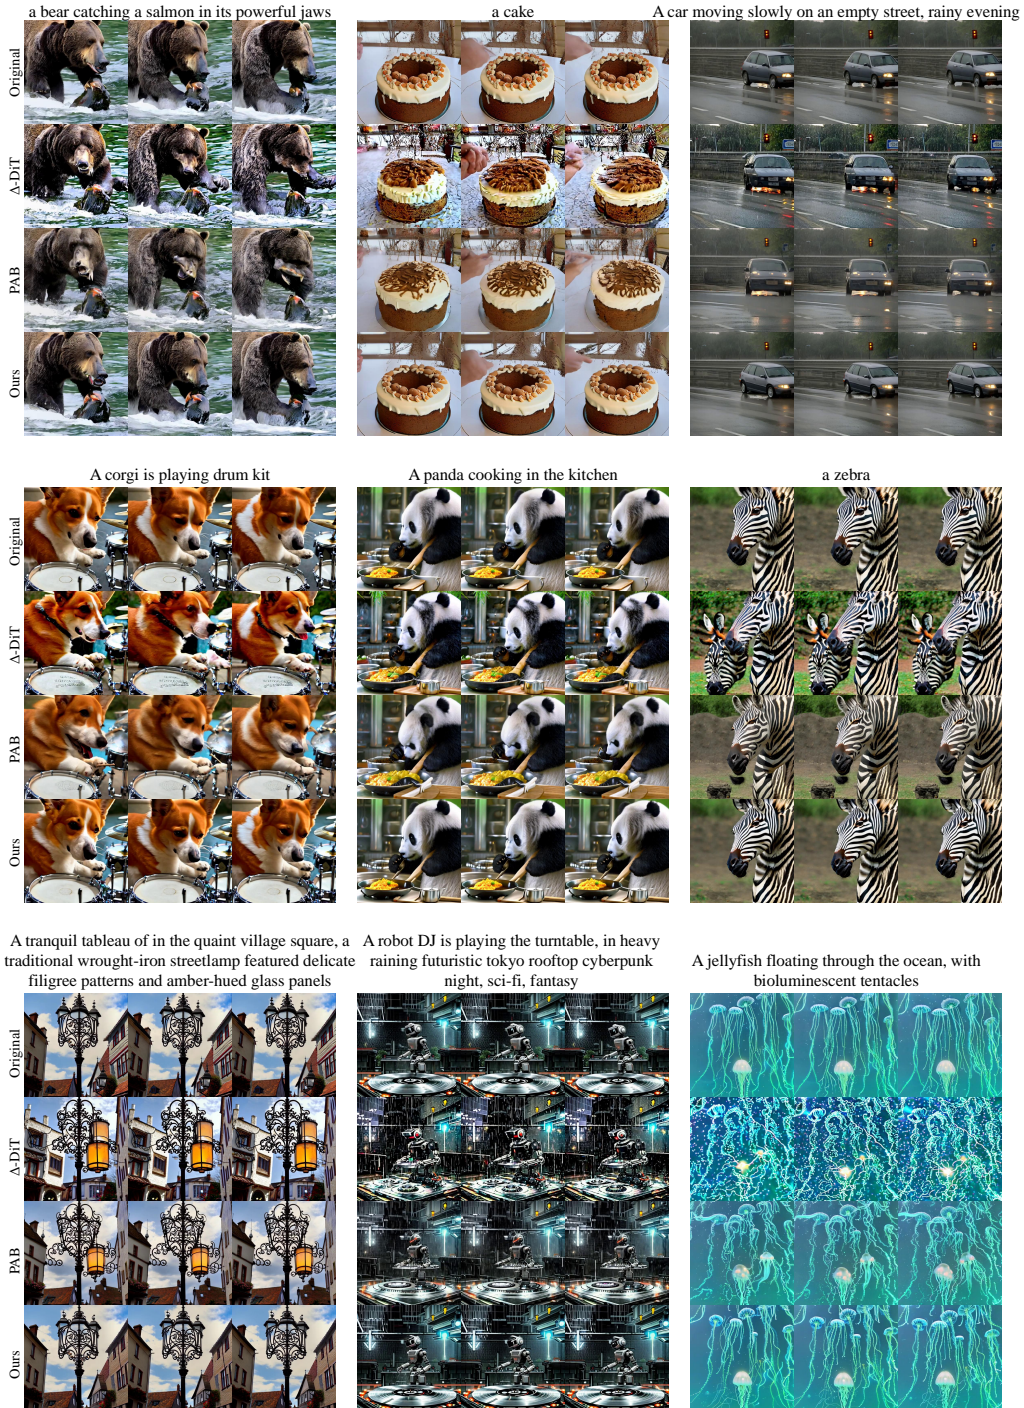 a bear catching a salmon in its powerful jaws
a cake
A car moving slowly on an empty street, rainy evening
Original
Δ-DiT
PAB
Ours
A corgi is playing drum kit
A panda cooking in the kitchen
a zebra
Original
Δ-DiT
PAB
Ours
A tranquil tableau of in the quaint village square, a
traditional wrought-iron streetlamp featured delicate
filigree patterns and amber-hued glass panels
A robot DJ is playing the turntable, in heavy
raining futuristic tokyo rooftop cyberpunk
night, sci-fi, fantasy
A jellyfish floating through the ocean, with
bioluminescent tentacles
Original
Δ-DiT
PAB
Ours